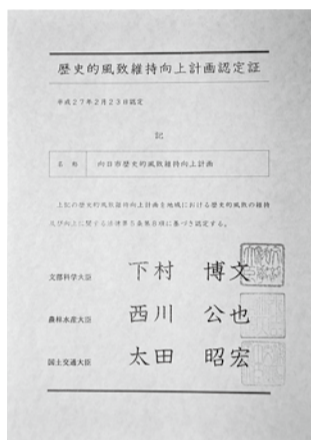 歴史的風致維持向上計画認定証
平成27年2月23日認定
記
名称 向日市歴史的風致維持向上計画
上記の歴史的風致維持向上計画を地域における歴史的風致の維持
及び向上に関する法律第5条第8項に基づき認定する。
文部科学大臣 下村 博文
農林水産大臣 西川 公也
国土交通大臣 太田 昭宏